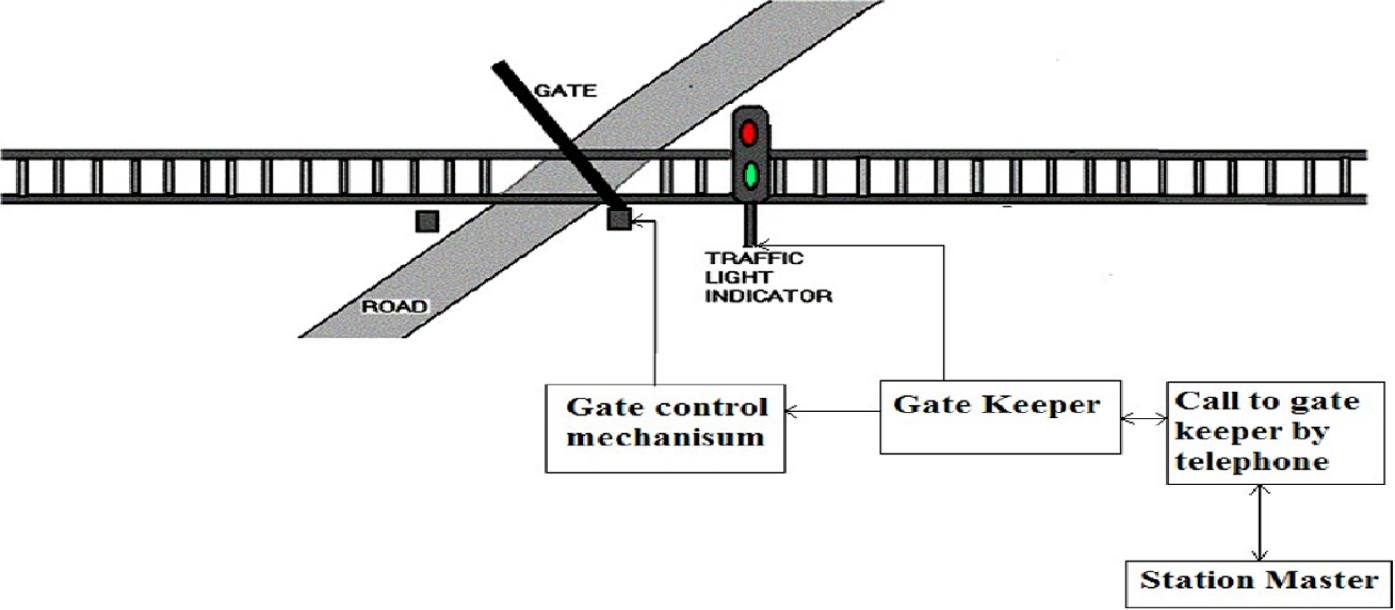 GATE
TRAFFIC
LIGHT
INDICATOR
ROAD
Gate control
mechanisum
Gate Keeper
Call to gate
keeper by
telephone
Station Master